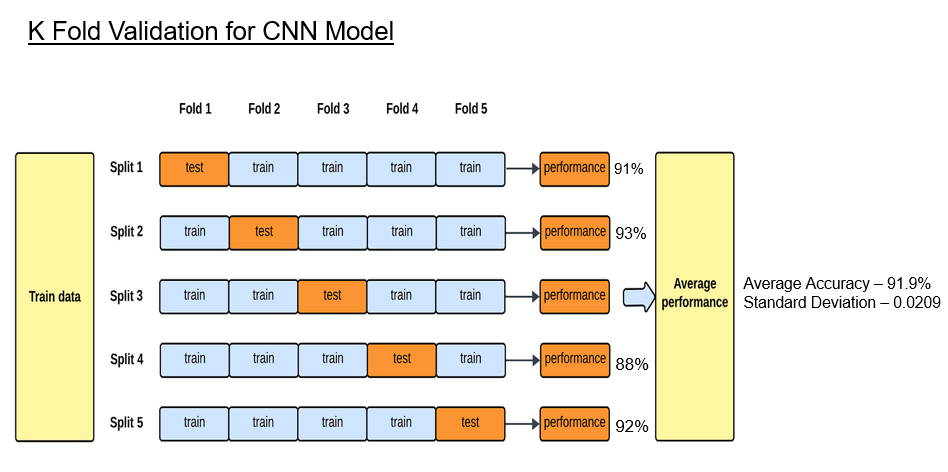 K Fold Validation for CNN Model
Fold 1 Fold 2 Fold 3 Fold 4 Fold 5
Split 1 test train train train train performance 91%
Split 2 train test train train train performance 93%
Train data Split 3 train train test train train performance Average performance Average Accuracy – 91.9%
Standard Deviation – 0.0209
Split 4 train train train test train performance 88%
Split 5 train train train train test performance 92%